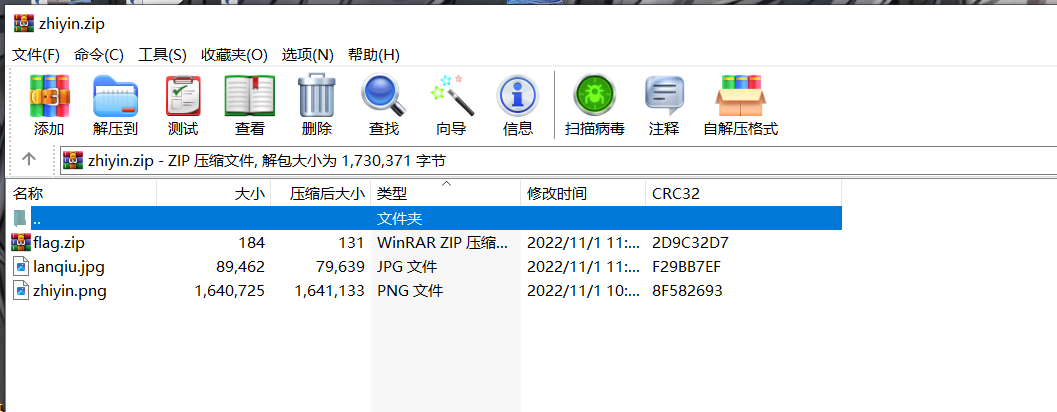 zhiyin.zip
文件(F) 命令(C) 工具(S) 收藏夹(O) 选项(N) 帮助(H)
添加 解压到 测试 查看 删除 查找 向导 信息 扫描病毒 注释 自解压格式
zhiyin.zip - ZIP 压缩文件, 解包大小为 1,730,371 字节
名称 大小 压缩后大小 类型 修改时间 CRC32
.. 文件夹
flag.zip 184 131 WinRAR ZIP 压缩... 2022/11/1 11:... 2D9C32D7
lanqiu.jpg 89,462 79,639 JPG 文件 2022/11/1 11:... F29BB7EF
zhiyin.png 1,640,725 1,641,133 PNG 文件 2022/11/1 10:... 8F582693